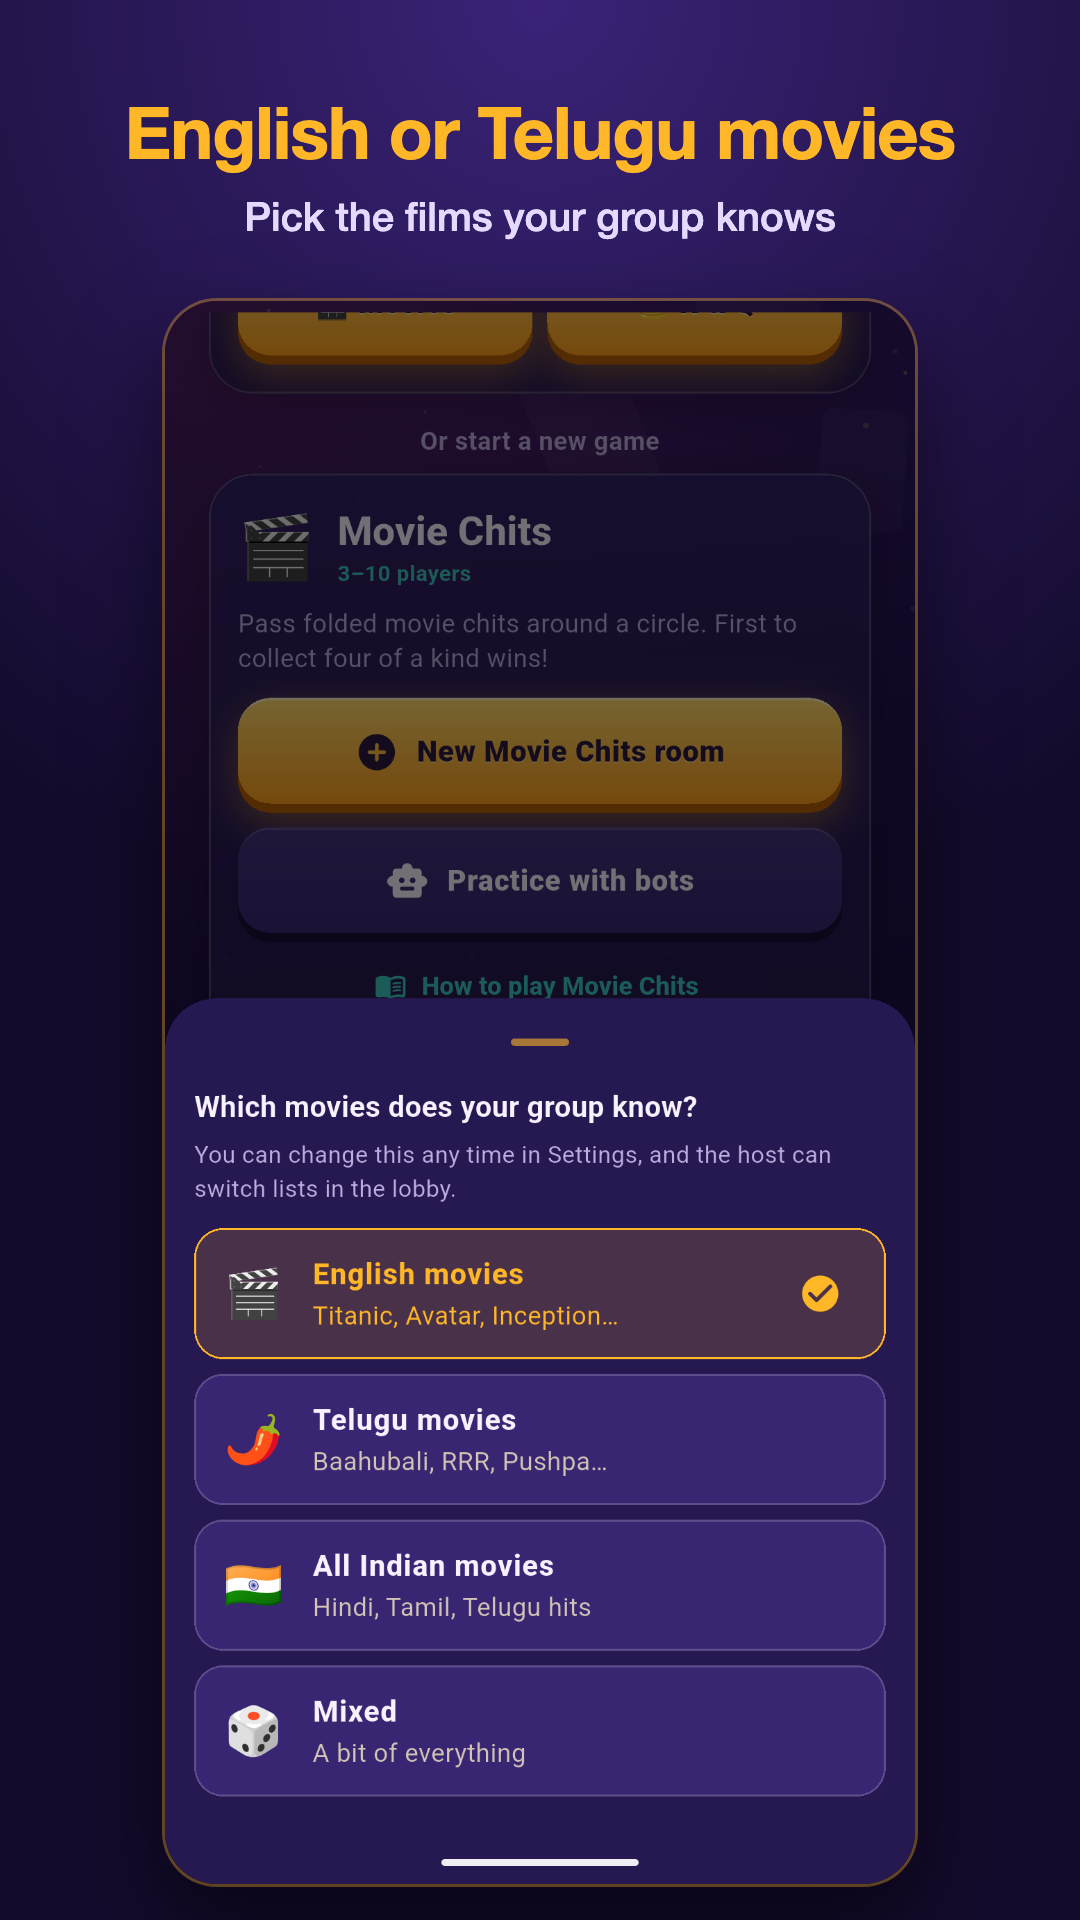 English or Telugu movies
Pick the films your group knows
Or start a new game
Movie Chits
3–10 players
Pass folded movie chits around a circle. First to
collect four of a kind wins!
New Movie Chits room
Practice with bots
How to play Movie Chits
Which movies does your group know?
You can change this any time in Settings, and the host can
switch lists in the lobby.
English movies
Titanic, Avatar, Inception…
Telugu movies
Baahubali, RRR, Pushpa…
All Indian movies
Hindi, Tamil, Telugu hits
Mixed
A bit of everything